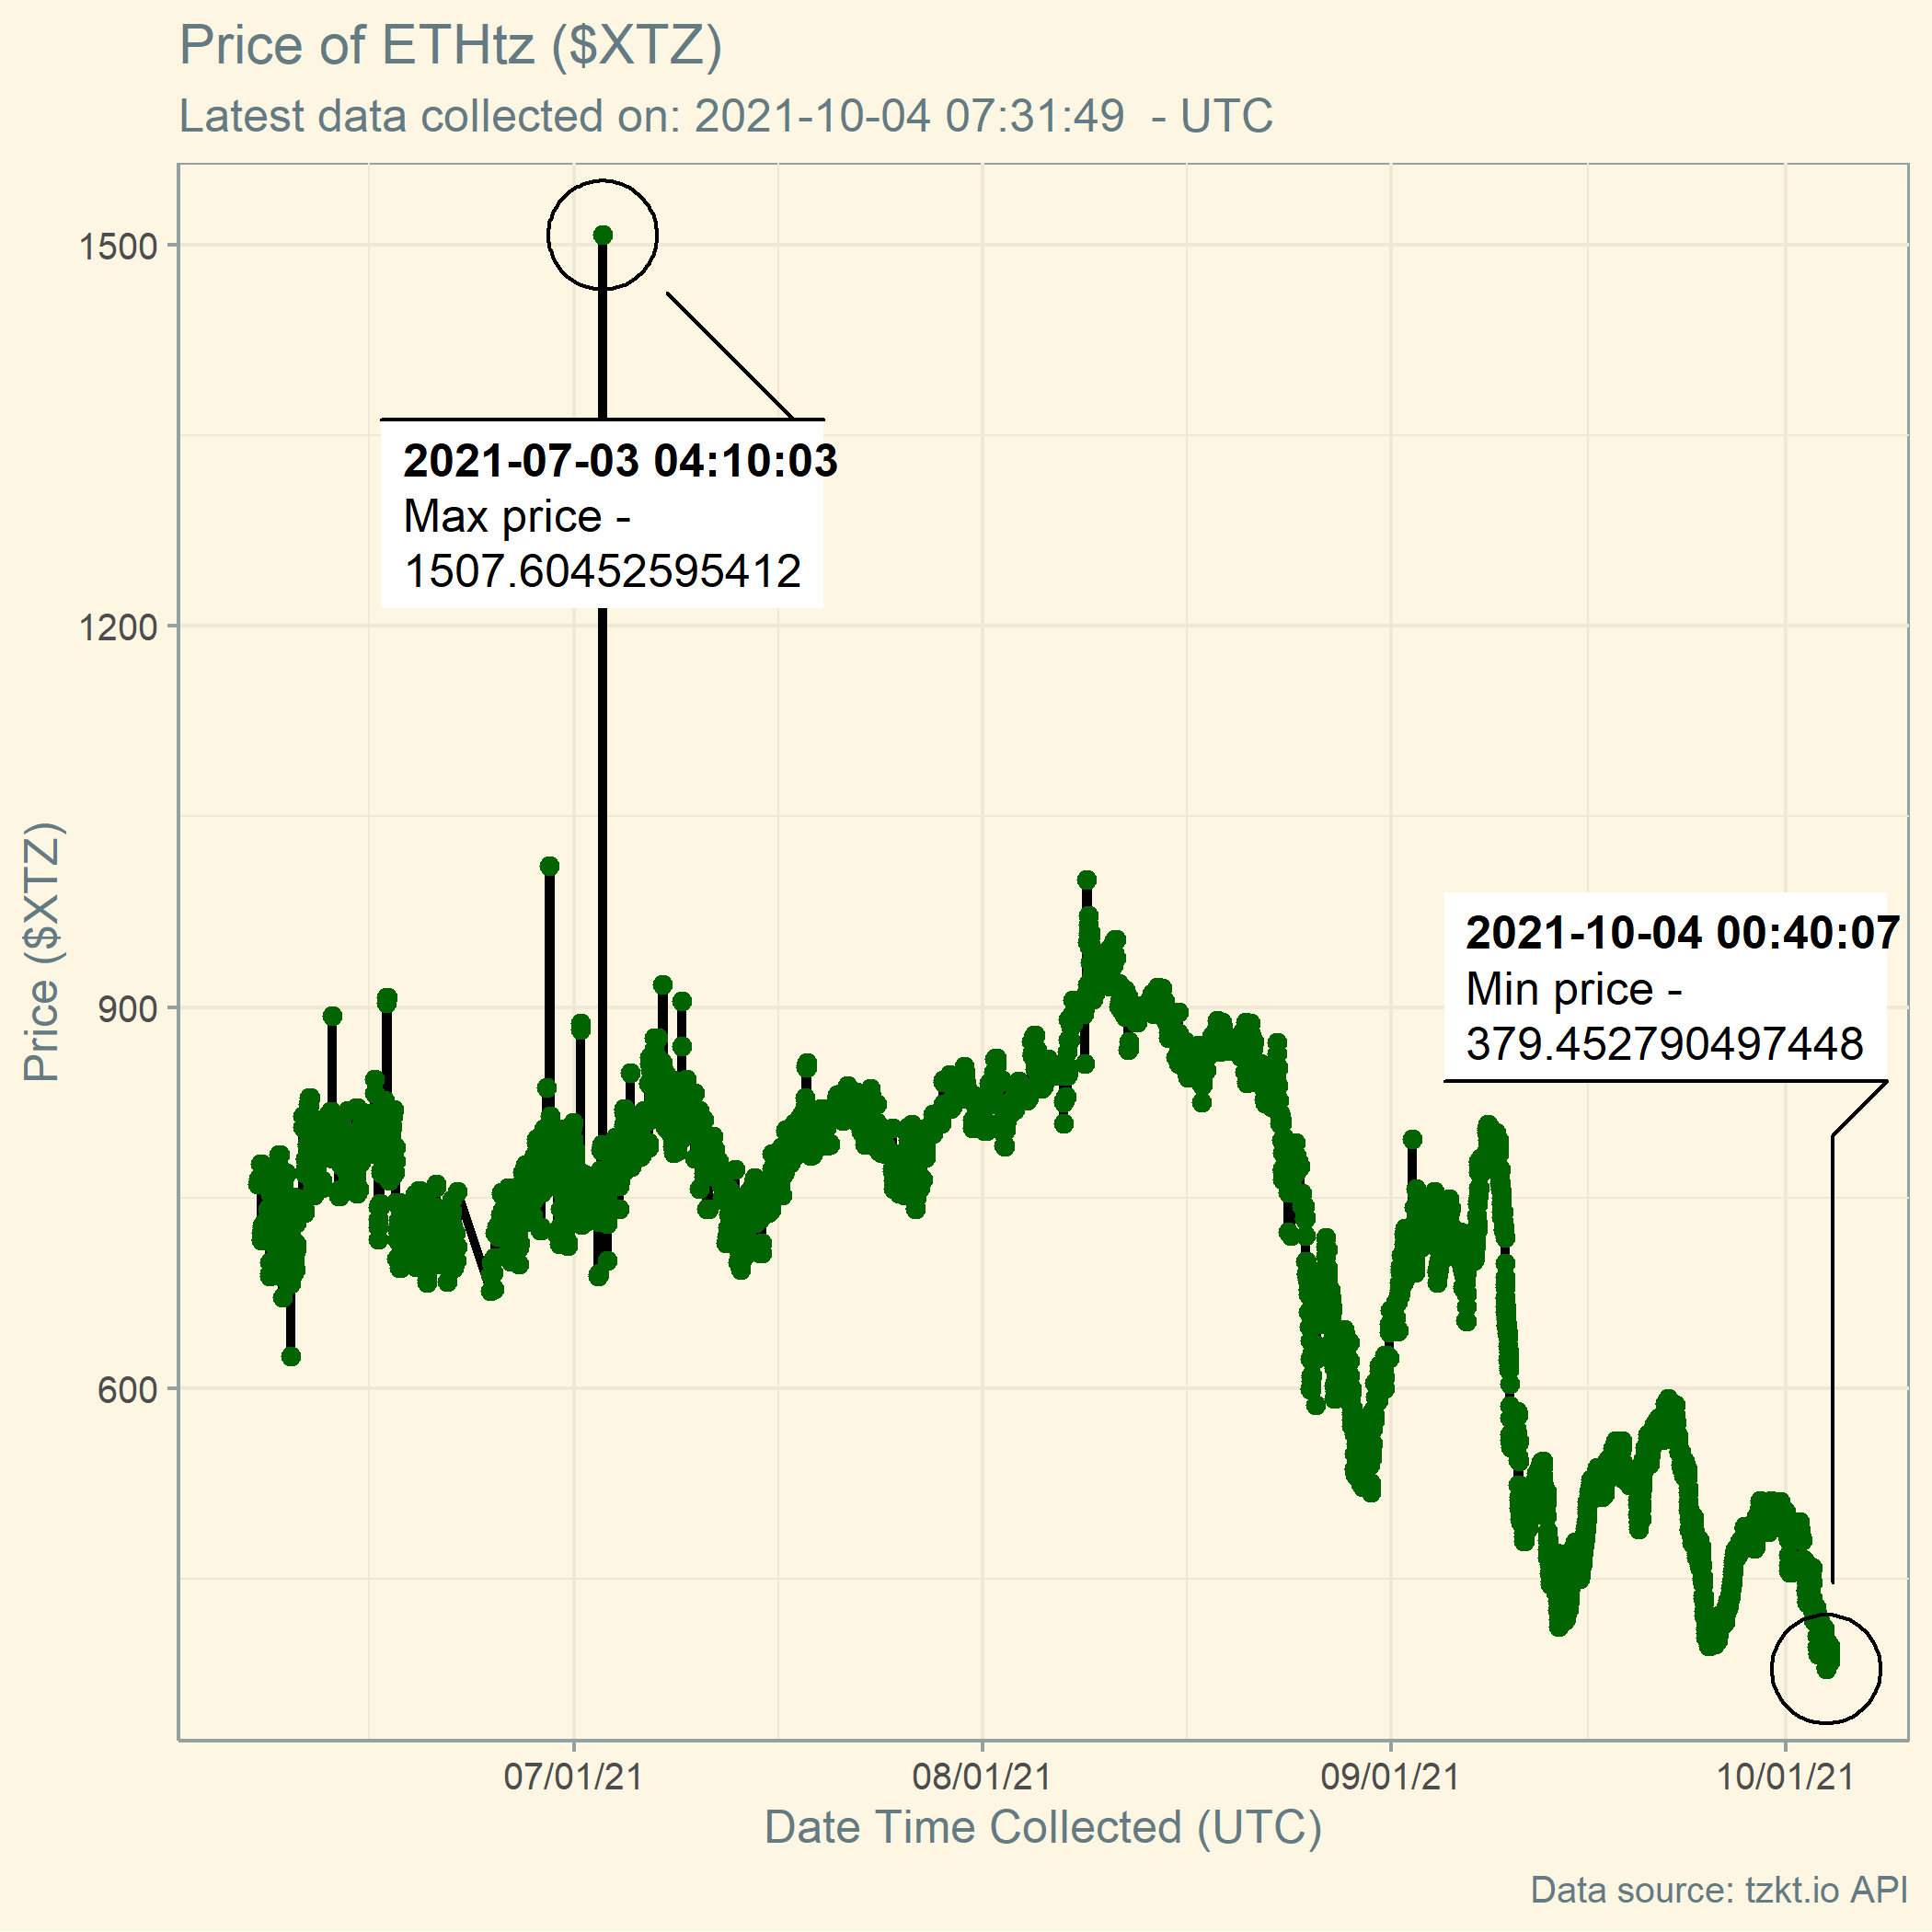 Price of ETHtz ($XTZ)
Latest data collected on: 2021-10-04 07:31:49  - UTC
1500
1200
900
600
Price ($XTZ)
2021-07-03 04:10:03
Max price -
1507.60452595412
2021-10-04 00:40:07
Min price -
379.452790497448
07/01/21
08/01/21
09/01/21
10/01/21
Date Time Collected (UTC)
Data source: tzkt.io API